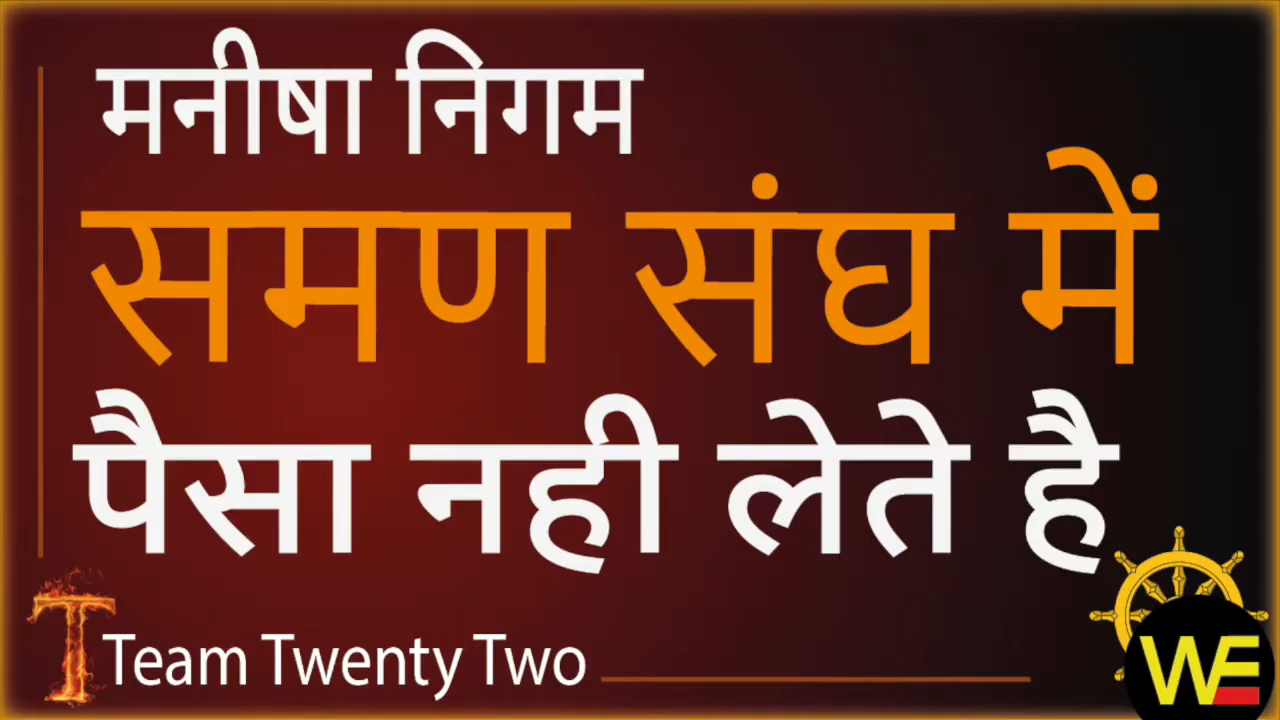 मनीषा निगम
समण संघ में
पैसा नही लेते है
T Team Twenty Two
WE